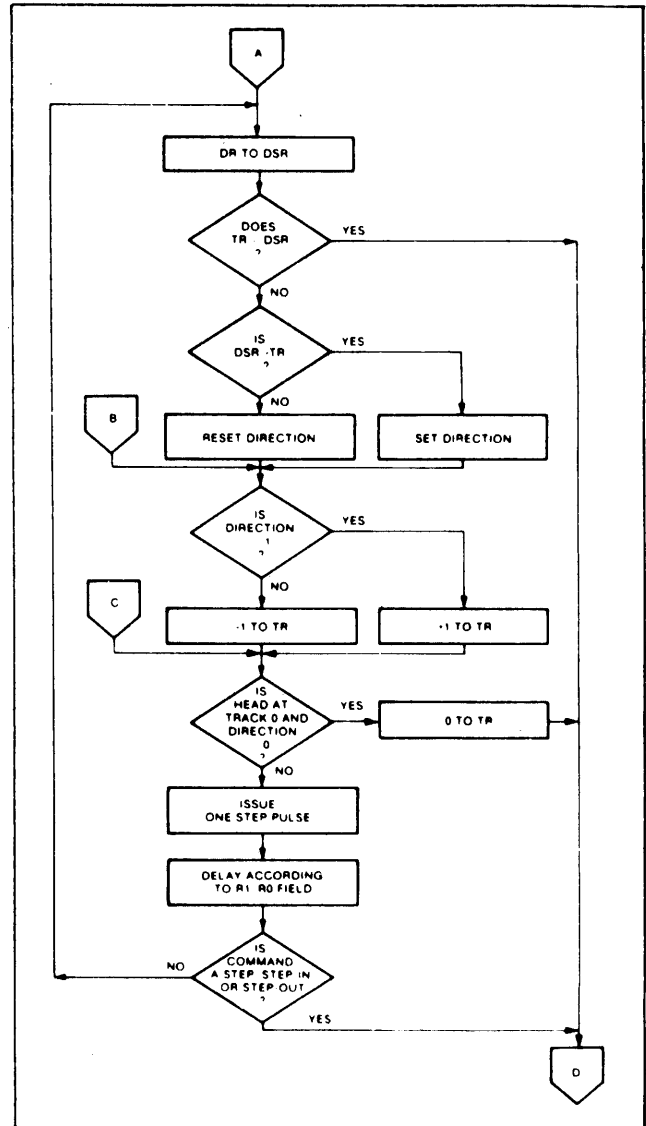 A
DR TO DSR
DOES
TR DSR
?
YES
NO
IS
DSR TR
?
YES
NO
B
RESET DIRECTION
SET DIRECTION
IS
DIRECTION
1
?
YES
NO
C
-1 TO TR
+1 TO TR
IS
HEAD AT
TRACK 0 AND
DIRECTION
0
?
YES
0 TO TR
NO
ISSUE
ONE STEP PULSE
DELAY ACCORDING
TO R1 R0 FIELD
IS
COMMAND
A STEP STEP IN
OR STEP-OUT
?
NO
YES
D